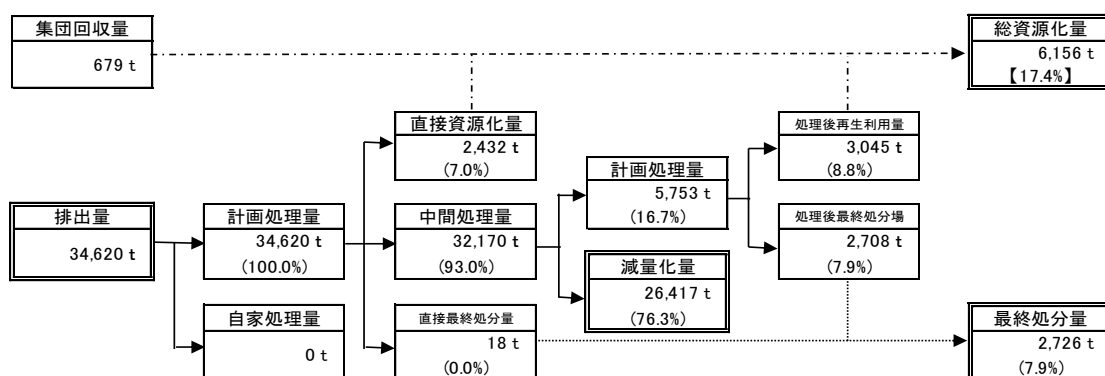 集団回収量
679 t
総資源化量
6,156 t
【17.4%】
直接資源化量
2,432 t
(7.0%)
処理後再生利用量
3,045 t
(8.8%)
計画処理量
5,753 t
(16.7%)
排出量
34,620 t
計画処理量
34,620 t
(100.0%)
中間処理量
32,170 t
(93.0%)
処理後最終処分場
2,708 t
(7.9%)
減量化量
26,417 t
(76.3%)
自家処理量
0 t
直接最終処分量
18 t
(0.0%)
最終処分量
2,726 t
(7.9%)